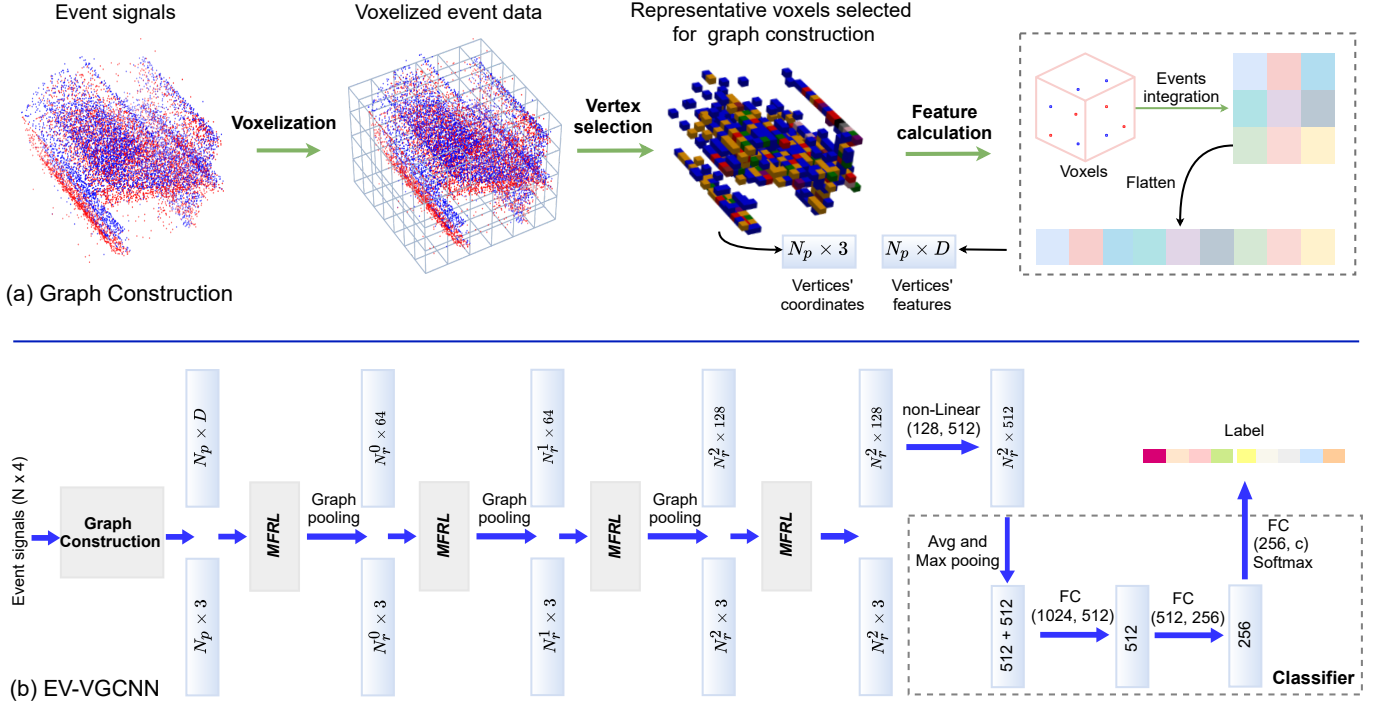 Event signals
Voxelized event data
Representative voxels selected
for graph construction
Voxelization
Vertex
selection
Feature
calculation
Events
integration
Voxels
Flatten
N_p × 3
N_p × D
Vertices'
coordinates
Vertices'
features
(a) Graph Construction
Event signals (N x 4)
Graph
Construction
N_p × D
N_p × 3
MFRL
Graph
pooling
N_r^0 × 64
N_r^0 × 3
MFRL
Graph
pooling
N_r^1 × 64
N_r^1 × 3
MFRL
Graph
pooling
N_r^2 × 128
N_r^2 × 3
MFRL
N_r^2 × 128
N_r^2 × 3
non-Linear
(128, 512)
N_r^2 × 512
Avg and
Max pooing
512 + 512
FC
(1024, 512)
512
FC
(512, 256)
256
FC
(256, c)
Softmax
Label
Classifier
(b) EV-VGCNN